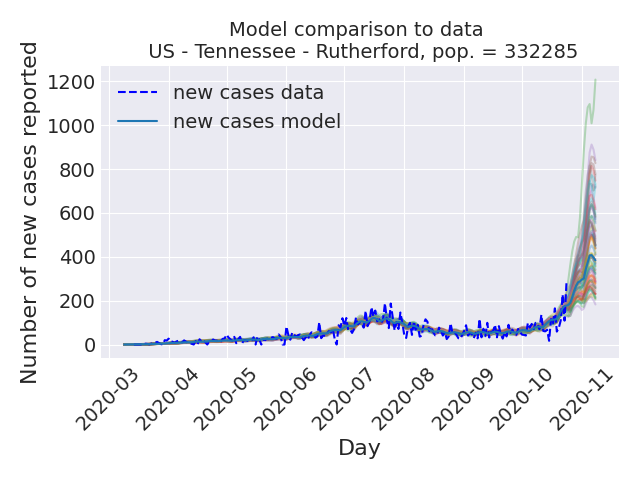 Model comparison to data
US - Tennessee - Rutherford, pop. = 332285
Number of new cases reported
1200
1000
800
600
400
200
0
new cases data
new cases model
2020-03
2020-04
2020-05
2020-06
2020-07
2020-08
2020-09
2020-10
2020-11
Day